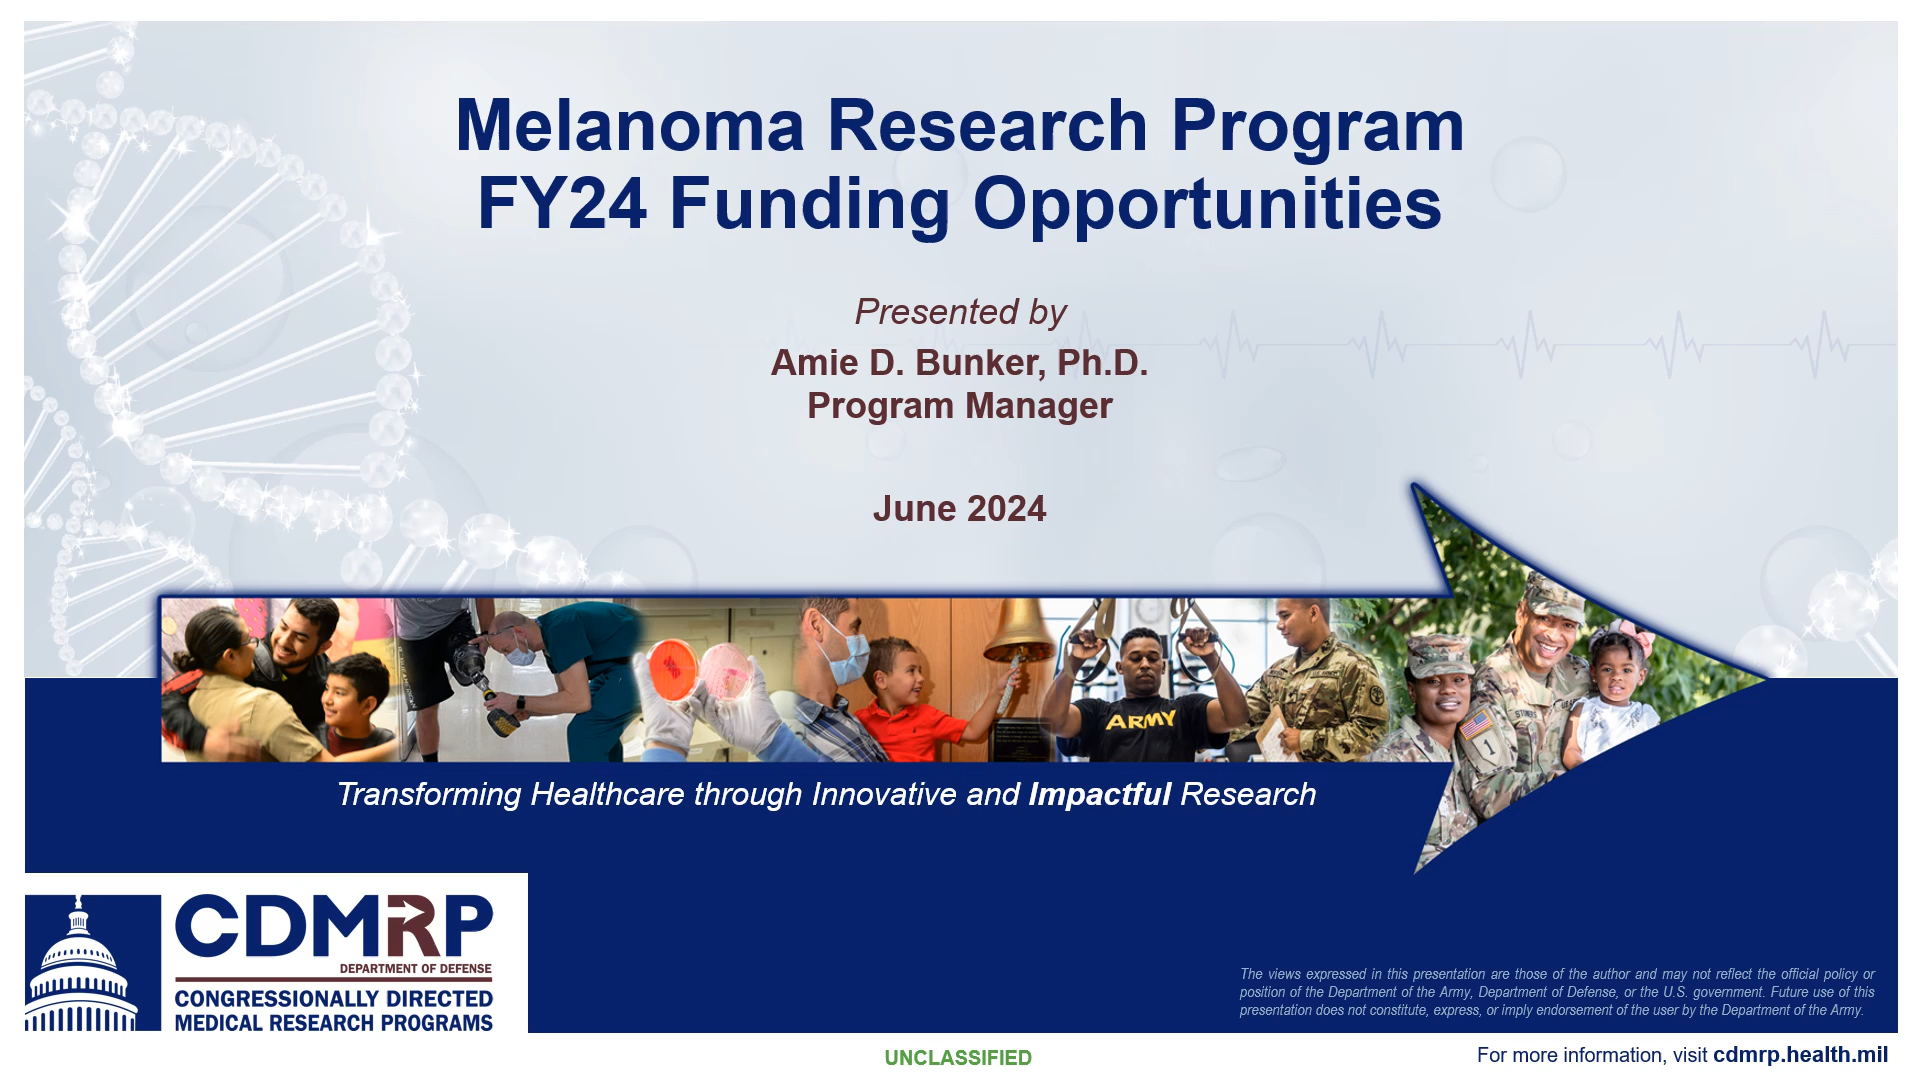 Melanoma Research Program
FY24 Funding Opportunities
Presented by
Amie D. Bunker, Ph.D.
Program Manager
June 2024
ARMY
1
Transforming Healthcare through Innovative and Impactful Research
CDMRP
DEPARTMENT OF DEFENSE
CONGRESSIONALLY DIRECTED
MEDICAL RESEARCH PROGRAMS
The views expressed in this presentation are those of the author and may not reflect the official policy or
position of the Department of the Army, Department of Defense, or the U.S. government. Future use of this
presentation does not constitute, express, or imply endorsement of the user by the Department of the Army.
UNCLASSIFIED
For more information, visit cdmrp.health.mil